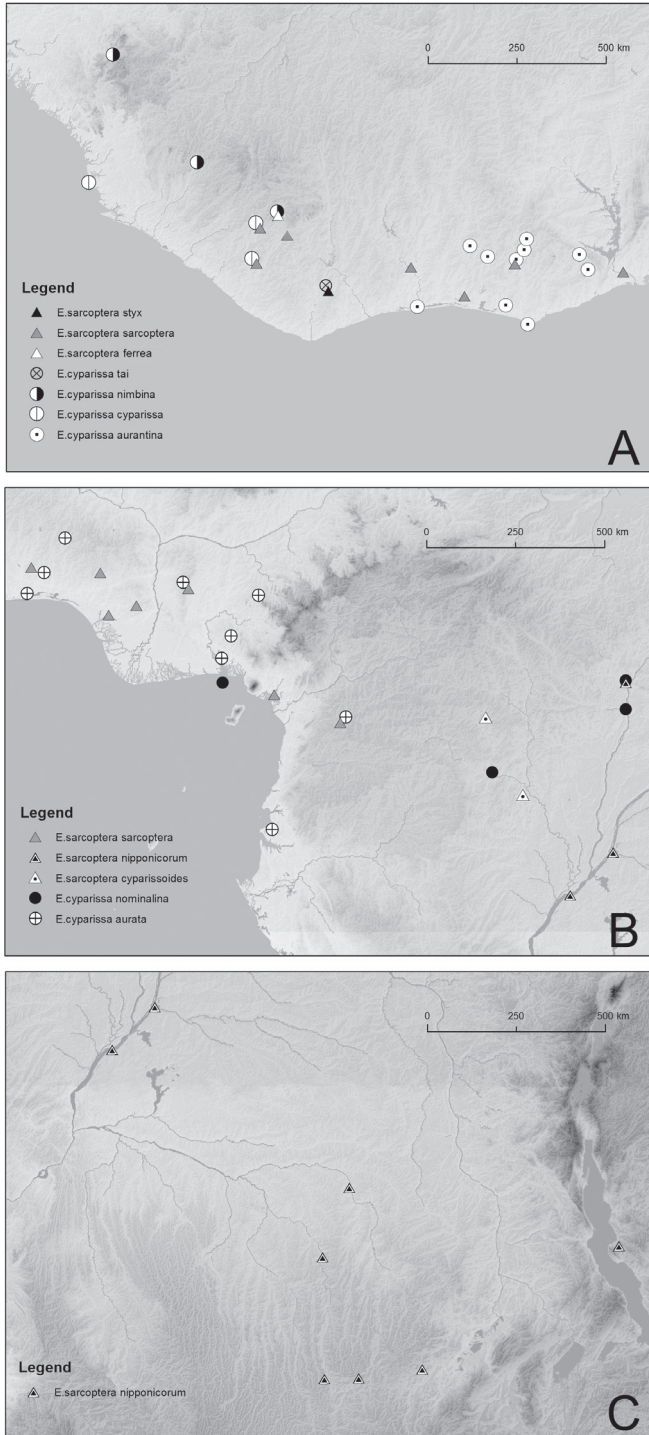 0 250 500 km
Legend
E.sarcoptera styx
E.sarcoptera sarcoptera
E.sarcoptera ferrea
E.cyparissa tai
E.cyparissa nimbina
E.cyparissa cyparissa
E.cyparissa aurantina
A
0 250 500 km
Legend
E.sarcoptera sarcoptera
E.sarcoptera nipponicorum
E.sarcoptera cyparissoides
E.cyparissa nominalina
E.cyparissa aurata
B
0 250 500 km
Legend
E.sarcoptera nipponicorum
C